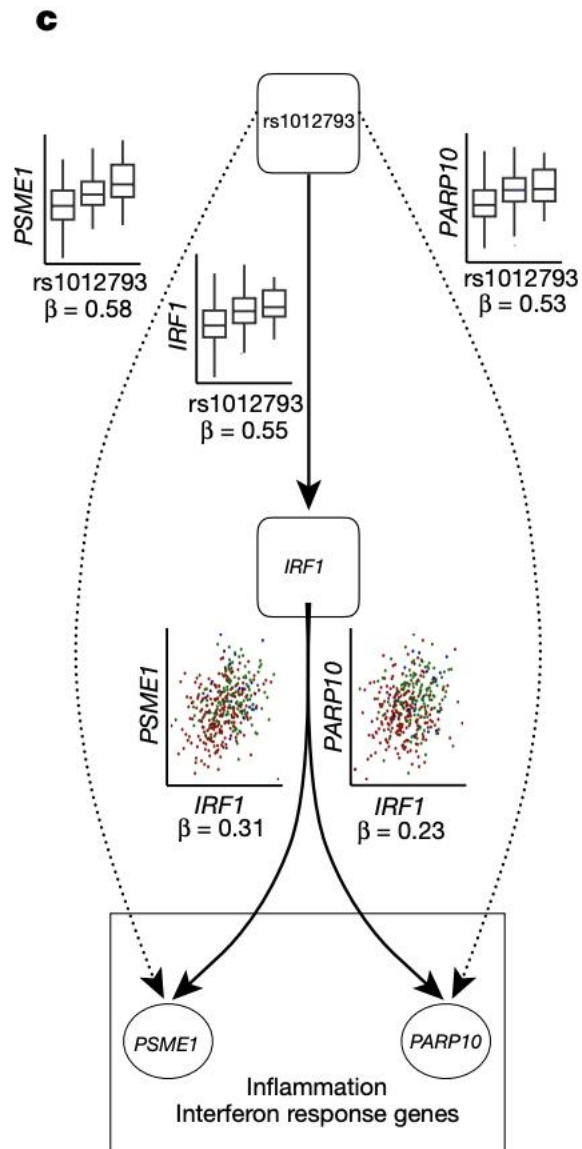 c
rs1012793
PSME1
rs1012793
β = 0.58
PARP10
rs1012793
β = 0.53
IRF1
rs1012793
β = 0.55
IRF1
PSME1
IRF1
β = 0.31
PARP10
IRF1
β = 0.23
PSME1
PARP10
Inflammation
Interferon response genes